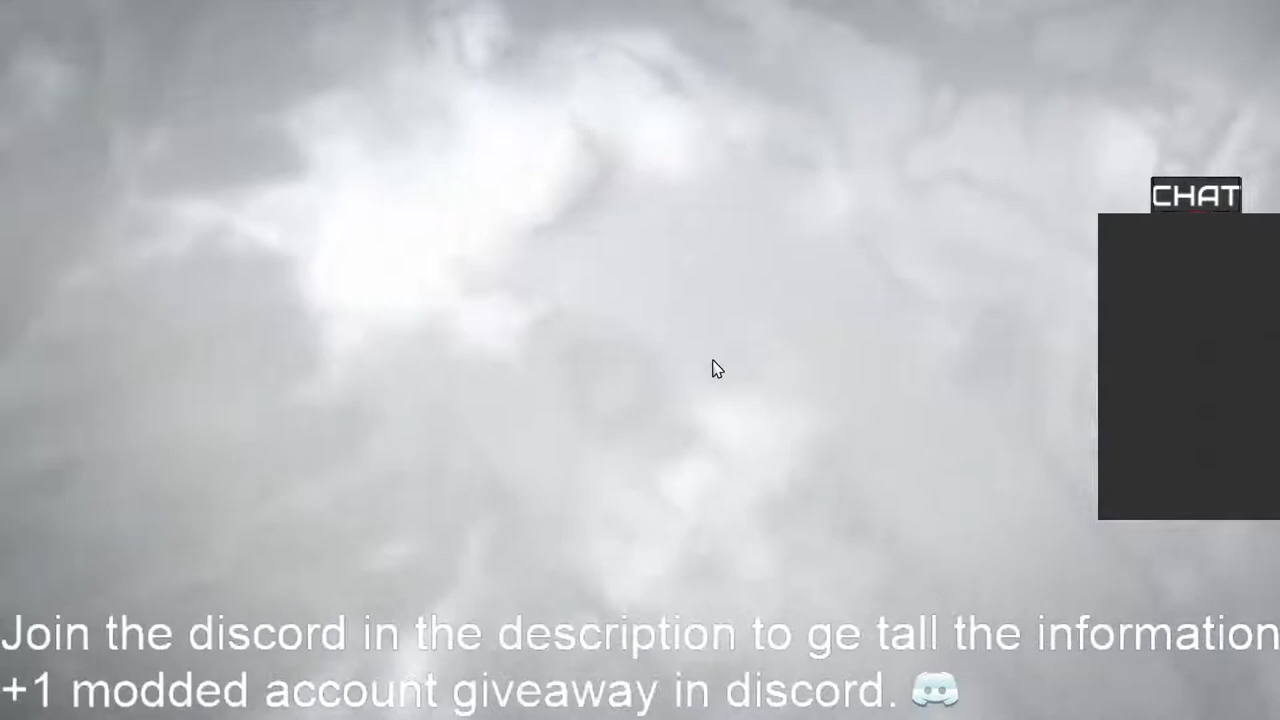 CHAT
Join the discord in the description to ge tall the information
+1 modded account giveaway in discord.